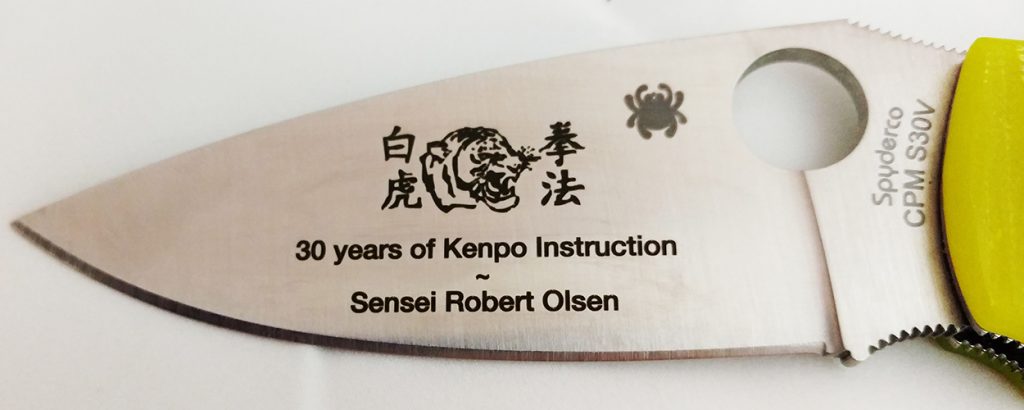 白虎
拳法
30 years of Kenpo Instruction
~
Sensei Robert Olsen
Spyderco
CPM S30V